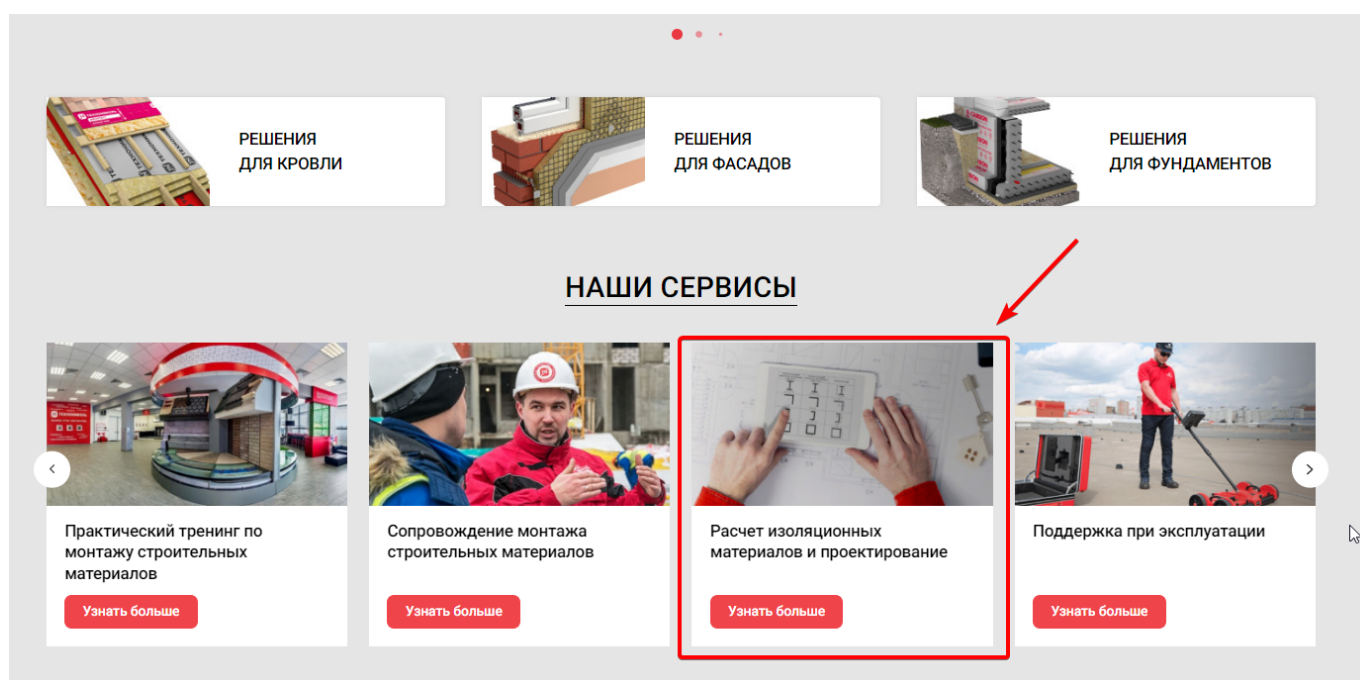 РЕШЕНИЯ
ДЛЯ КРОВЛИ
РЕШЕНИЯ
ДЛЯ ФАСАДОВ
РЕШЕНИЯ
ДЛЯ ФУНДАМЕНТОВ
НАШИ СЕРВИСЫ
Практический тренинг по
монтажу строительных
материалов
Узнать больше
Сопровождение монтажа
строительных материалов
Узнать больше
Расчет изоляционных
материалов и проектирование
Узнать больше
Поддержка при эксплуатации
Узнать больше